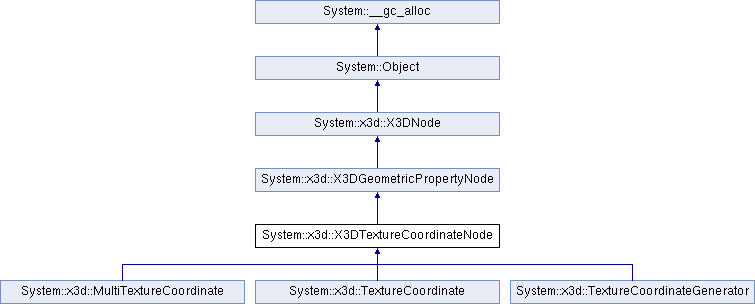 System::__gc_alloc
System::Object
System::x3d::X3DNode
System::x3d::X3DGeometricPropertyNode
System::x3d::X3DTextureCoordinateNode
System::x3d::MultiTextureCoordinate
System::x3d::TextureCoordinate
System::x3d::TextureCoordinateGenerator